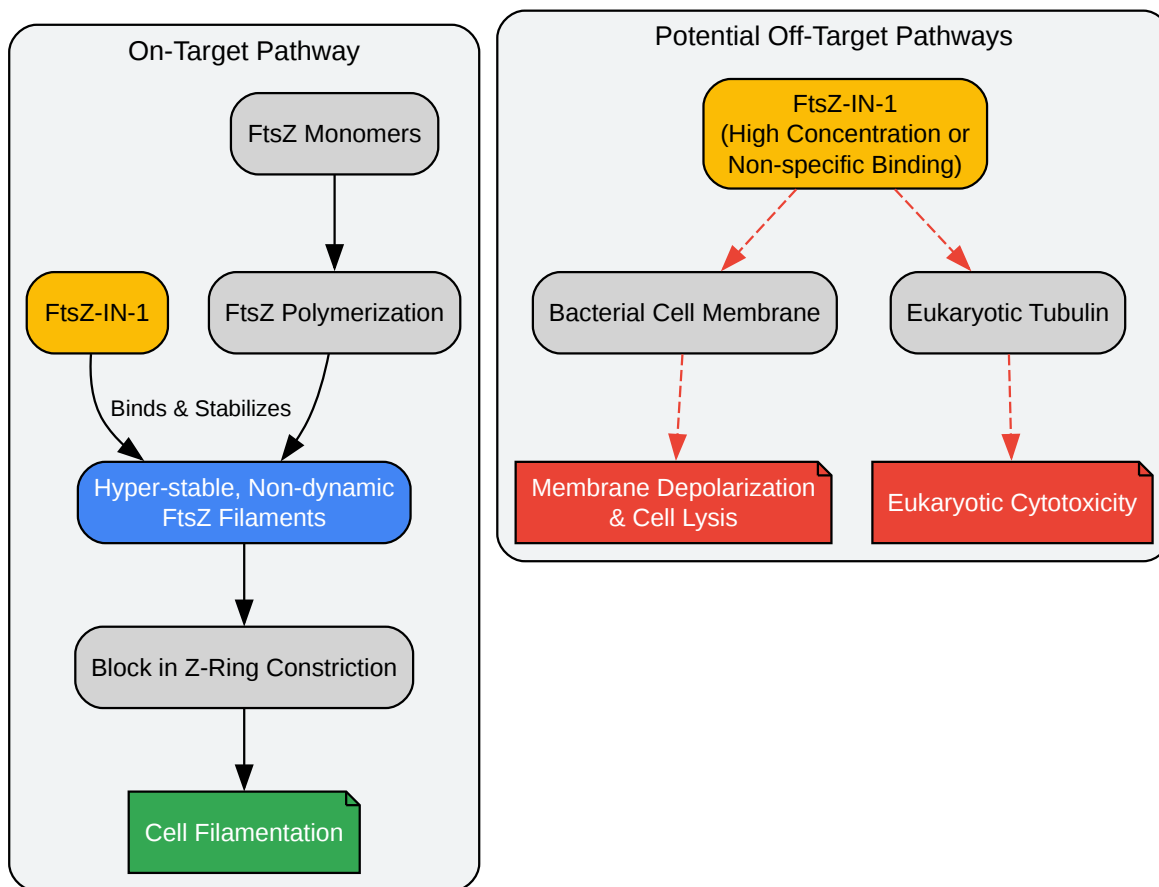 On-Target Pathway
FtsZ Monomers
FtsZ-IN-1
FtsZ Polymerization
Binds & Stabilizes
Hyper-stable, Non-dynamic
FtsZ Filaments
Block in Z-Ring Constriction
Cell Filamentation
Potential Off-Target Pathways
FtsZ-IN-1
(High Concentration or
Non-specific Binding)
Bacterial Cell Membrane
Eukaryotic Tubulin
Membrane Depolarization
& Cell Lysis
Eukaryotic Cytotoxicity